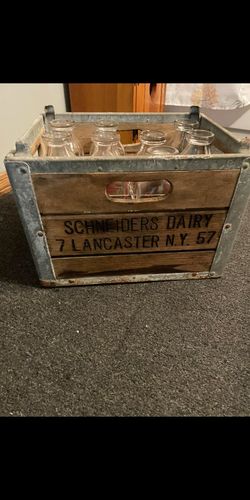 SCHNEIDERS DAIRY
7 LANCASTER N.Y. 57